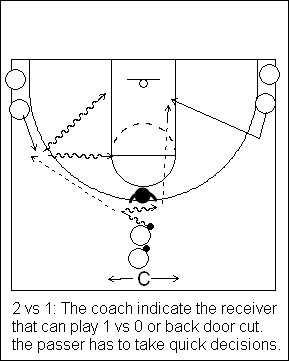 C
2 vs 1: The coach indicate the receiver
that can play 1 vs 0 or back door cut.
the passer has to take quick decisions.